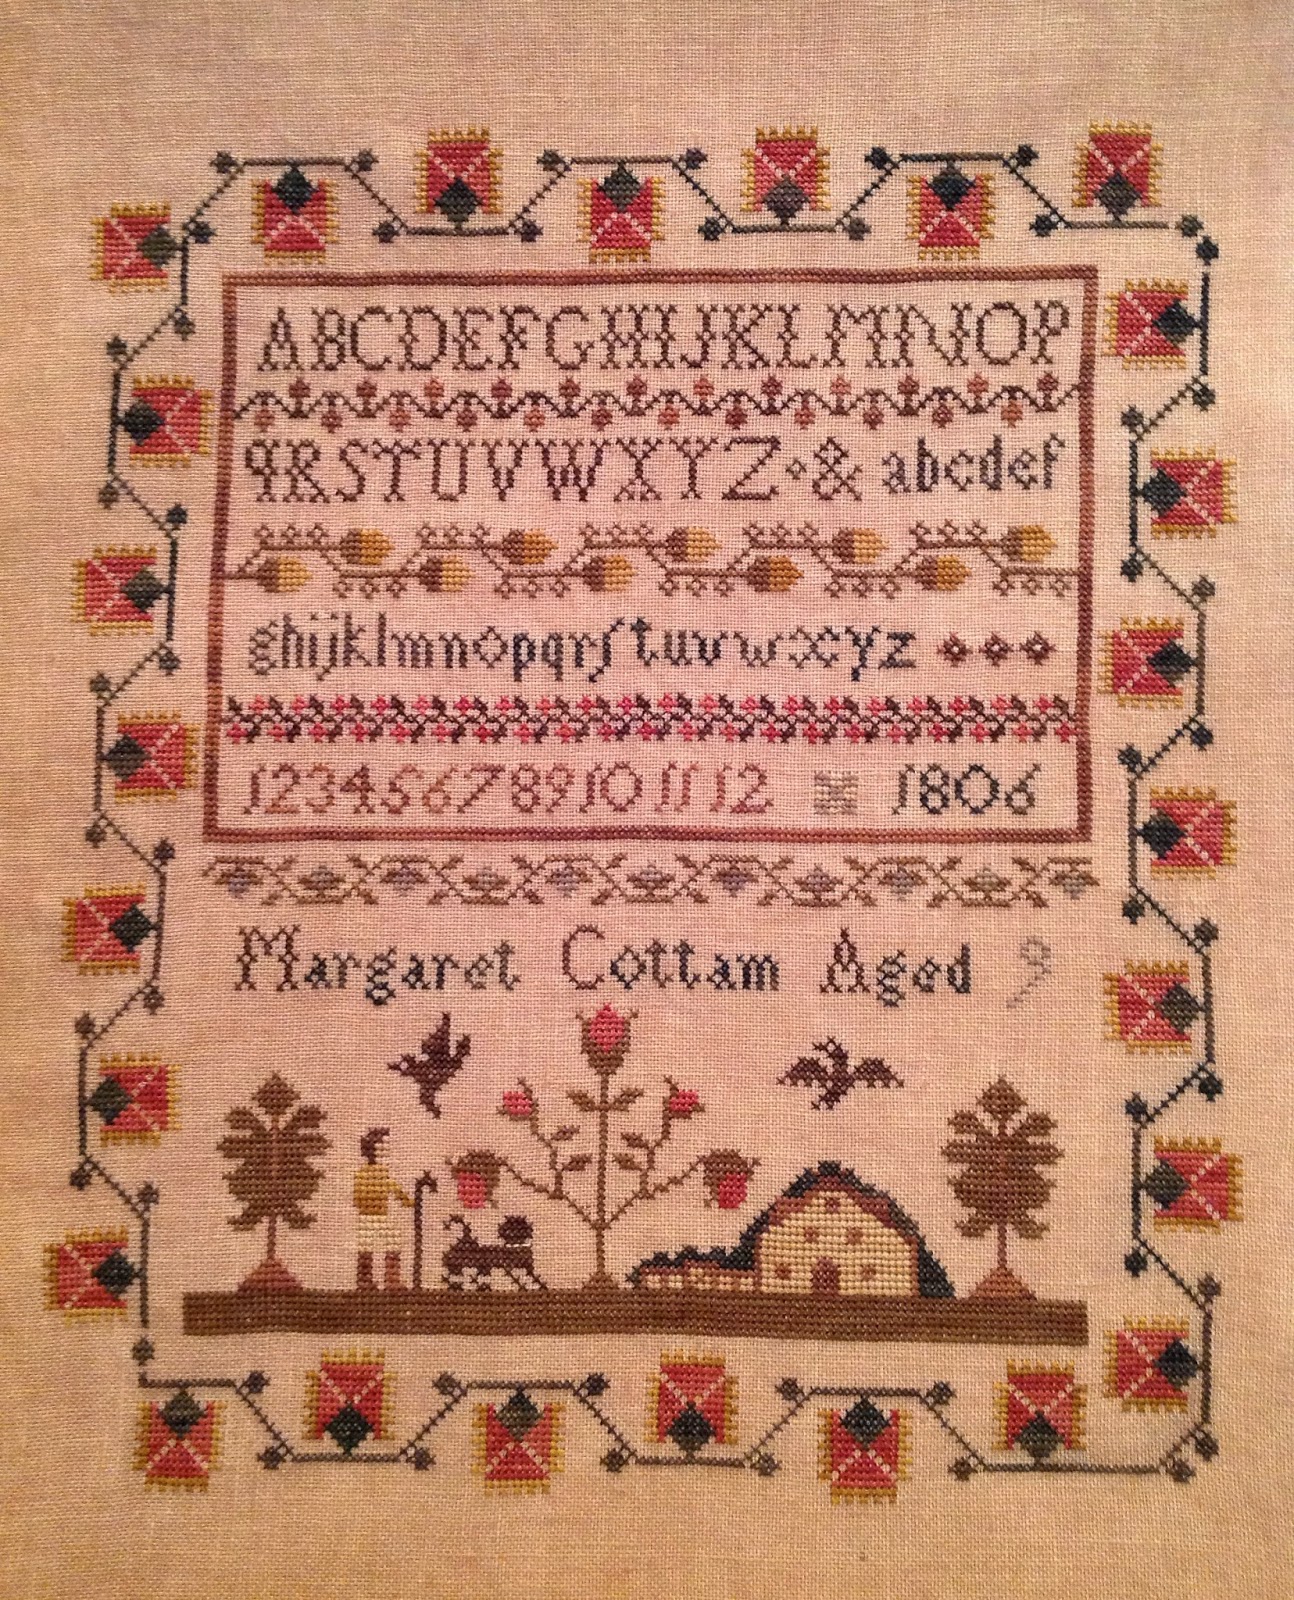 ABCDEFGHIJKLMNOP
qRSTUVWXYZ & abcdef
ghijklmnopqrſtuvwxyz
123456789101112 1806
Margaret Cottam Aged 9